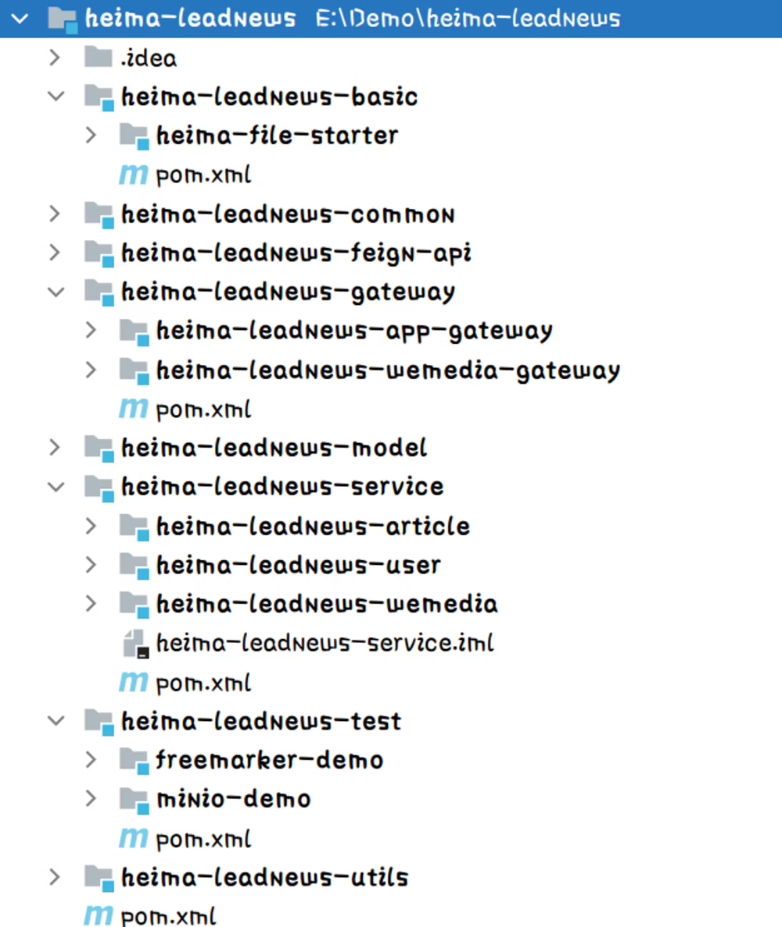 heima-leadnews E:\Demo\heima-leadnews
.idea
heima-leadnews-basic
heima-file-starter
m pom.xml
heima-leadnews-common
heima-leadnews-feign-api
heima-leadnews-gateway
heima-leadnews-app-gateway
heima-leadnews-wemedia-gateway
m pom.xml
heima-leadnews-model
heima-leadnews-service
heima-leadnews-article
heima-leadnews-user
heima-leadnews-wemedia
heima-leadnews-service.iml
m pom.xml
heima-leadnews-test
freemarker-demo
minio-demo
m pom.xml
heima-leadnews-utils
m pom.xml